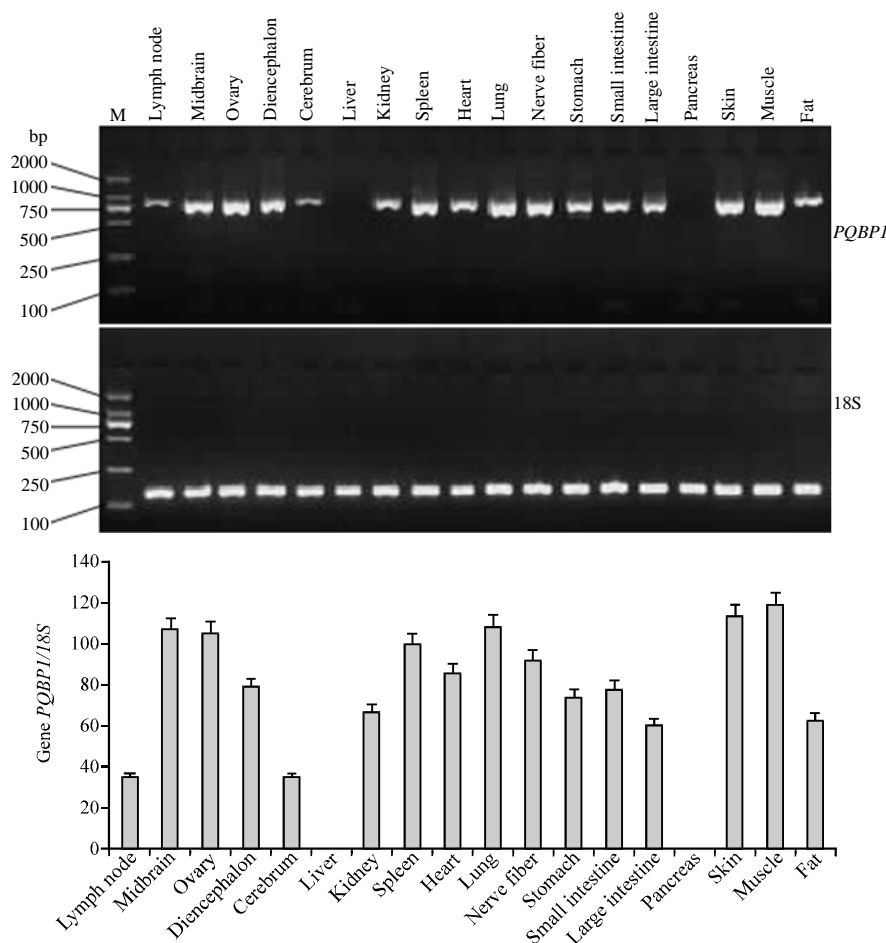 M
Lymph node
Midbrain
Ovary
Diencephalon
Cerebrum
Liver
Kidney
Spleen
Heart
Lung
Nerve fiber
Stomach
Small intestine
Large intestine
Pancreas
Skin
Muscle
Fat
bp
2000
1000
750
500
250
100
PQBP1
2000
1000
750
500
250
100
18S
Gene PQBP1/18S
140
120
100
80
60
40
20
0
Lymph node
Midbrain
Ovary
Diencephalon
Cerebrum
Liver
Kidney
Spleen
Heart
Lung
Nerve fiber
Stomach
Small intestine
Large intestine
Pancreas
Skin
Muscle
Fat